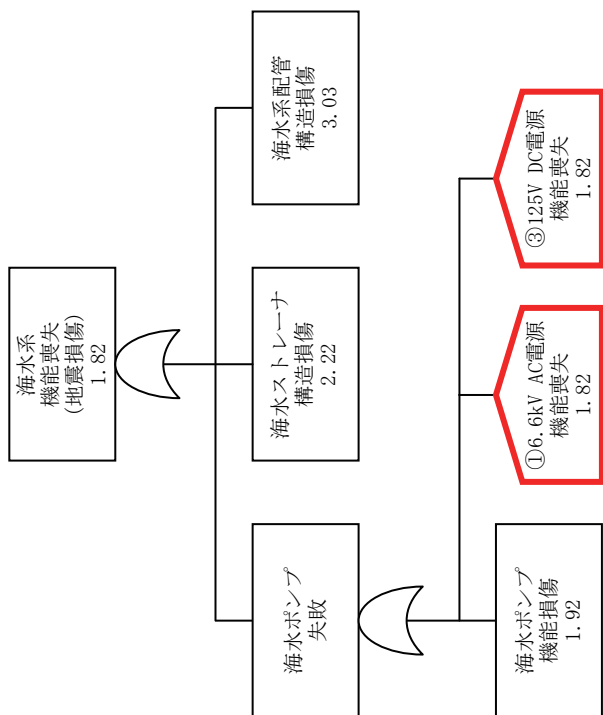 海水系
機能喪失
(地震損傷)
1.82
海水ポンプ
失敗
海水ストレーナ
構造損傷
2.22
海水系配管
構造損傷
3.03
海水ポンプ
機能損傷
1.92
①6.6kV AC電源
機能喪失
1.82
③125V DC電源
機能喪失
1.82